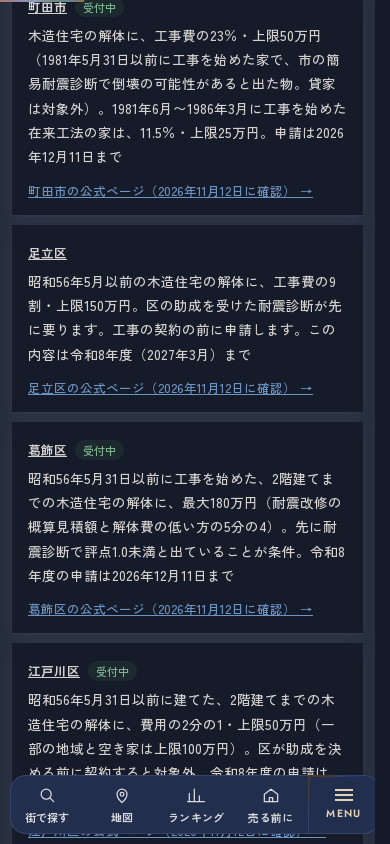 町田市 受付中
木造住宅の解体に、工事費の23%・上限50万円
（1981年5月31日以前に工事を始めた家で、市の簡
易耐震診断で倒壊の可能性があると出た物。貸家
は対象外）。1981年6月〜1986年3月に工事を始めた
在来工法の家は、11.5%・上限25万円。申請は2026
年12月11日まで
町田市の公式ページ（2026年11月12日に確認） →
足立区
昭和56年5月以前の木造住宅の解体に、工事費の9
割・上限150万円。区の助成を受けた耐震診断が先
に要ります。工事の契約の前に申請します。この
内容は令和8年度（2027年3月）まで
足立区の公式ページ（2026年11月12日に確認） →
葛飾区 受付中
昭和56年5月31日以前に工事を始めた、2階建てま
での木造住宅の解体に、最大180万円（耐震改修の
概算見積額と解体費の低い方の5分の4）。先に耐
震診断で評点1.0未満と出ていることが条件。令和8
年度の申請は2026年12月11日まで
葛飾区の公式ページ（2026年11月12日に確認） →
江戸川区 受付中
昭和56年5月31日以前に建てた、2階建てまでの木
造住宅の解体に、費用の2分の1・上限50万円（一
部の地域と空き家は上限100万円）。区が助成を決
める前に契約すると対象外。令和8年度の申請は
街で探す
地図
ランキング
売る前に
MENU